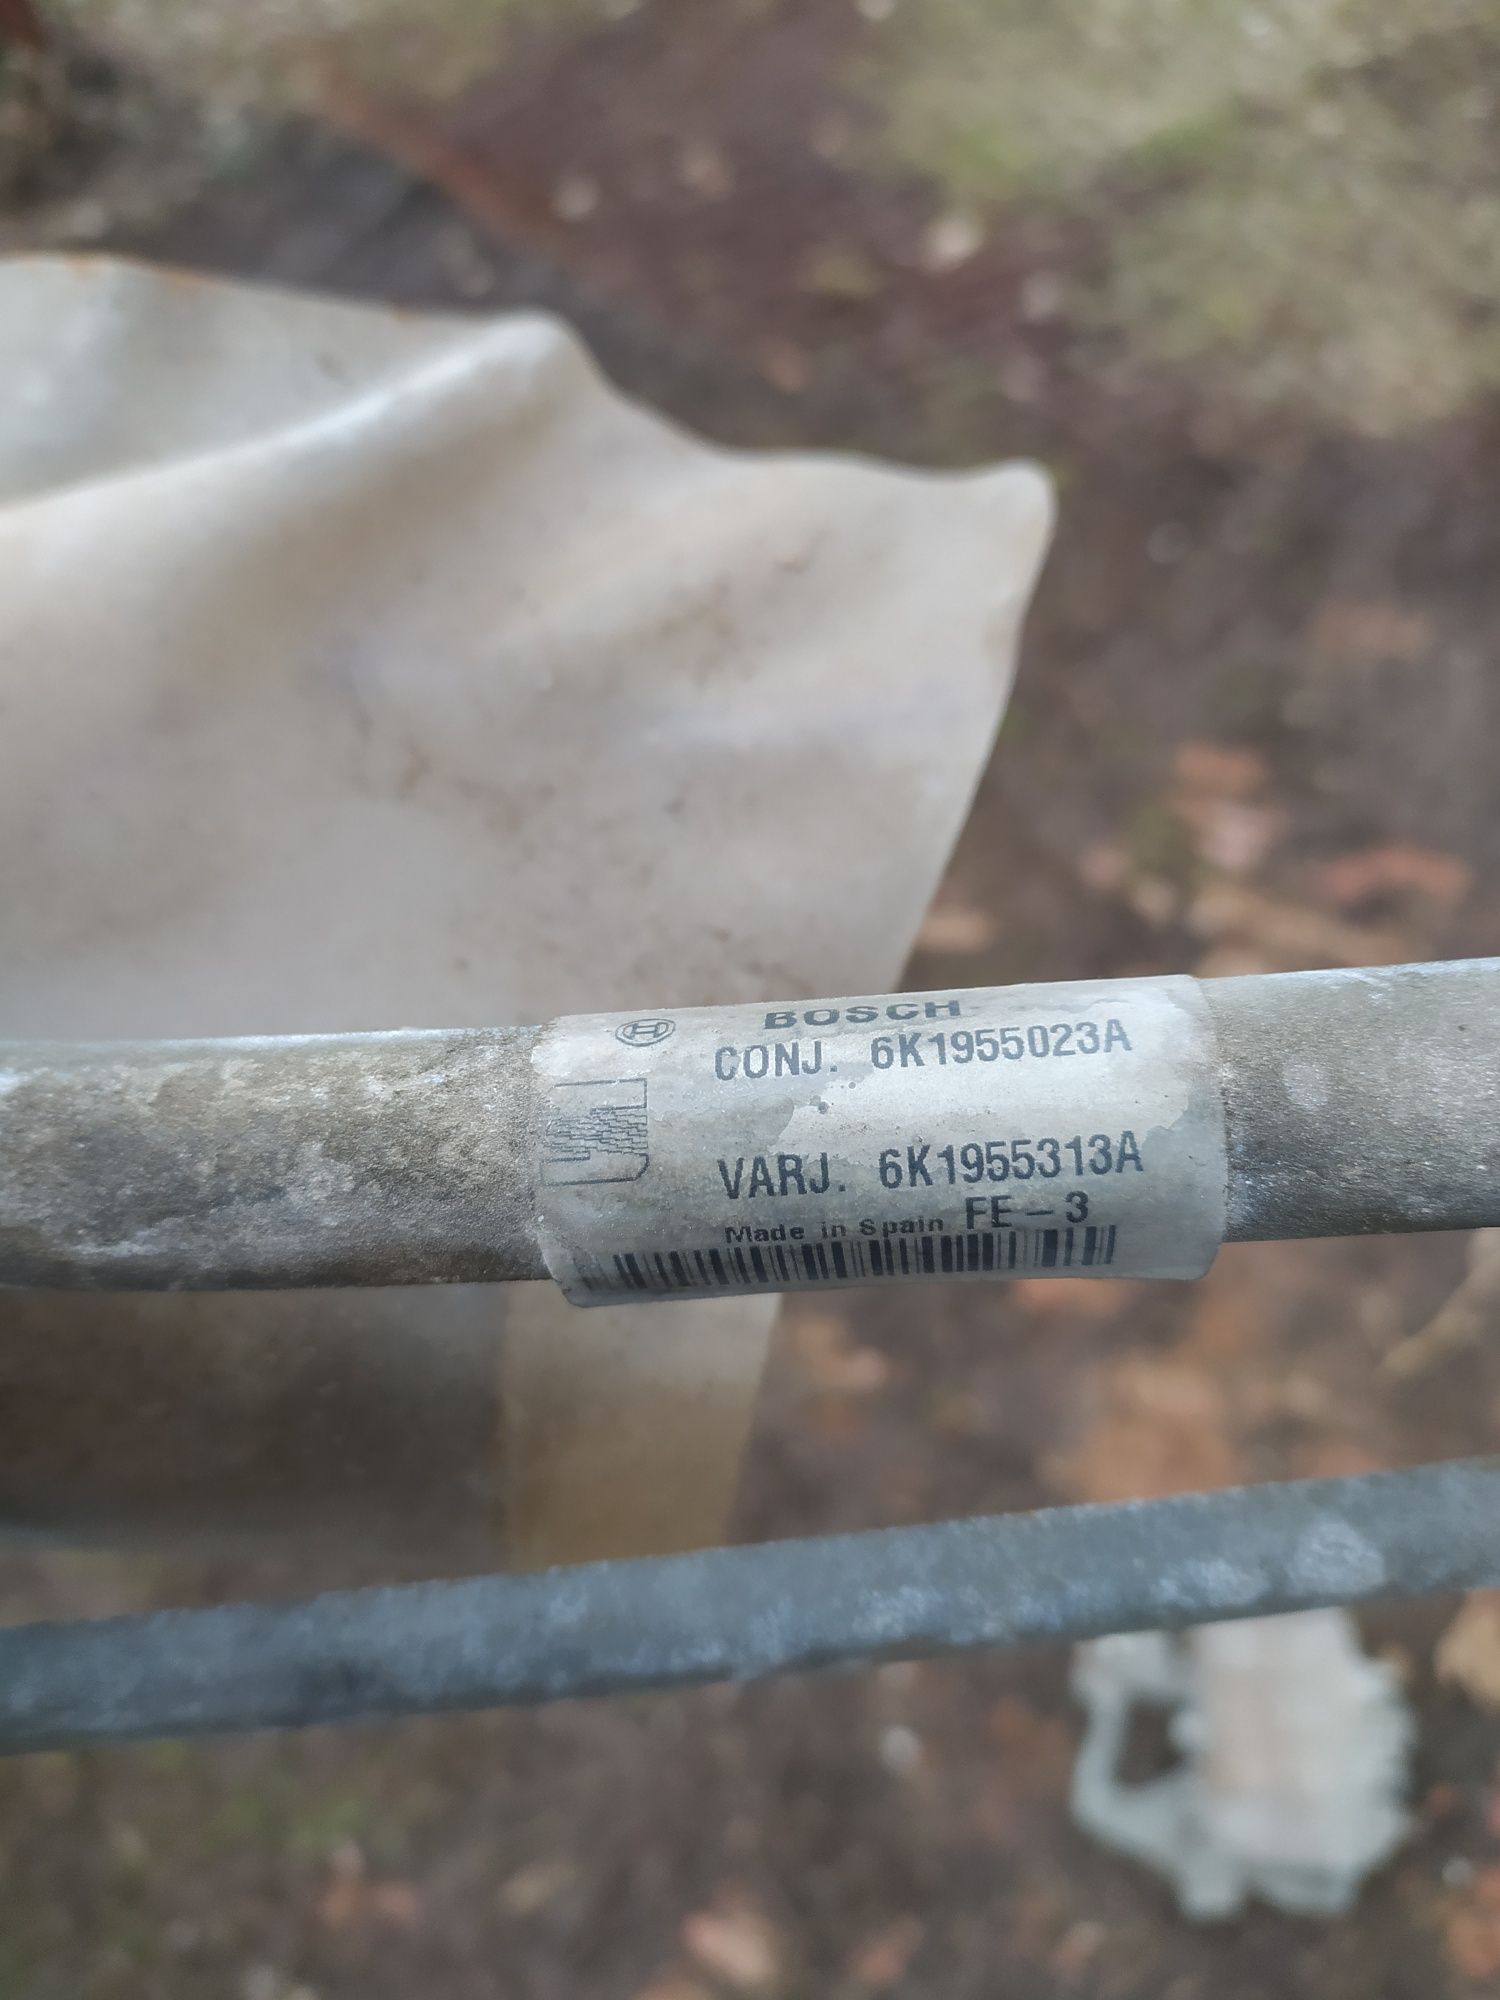 BOSCH
CONJ. 6K1955023A
VARJ. 6K1955313A
Made in Spain FE-3